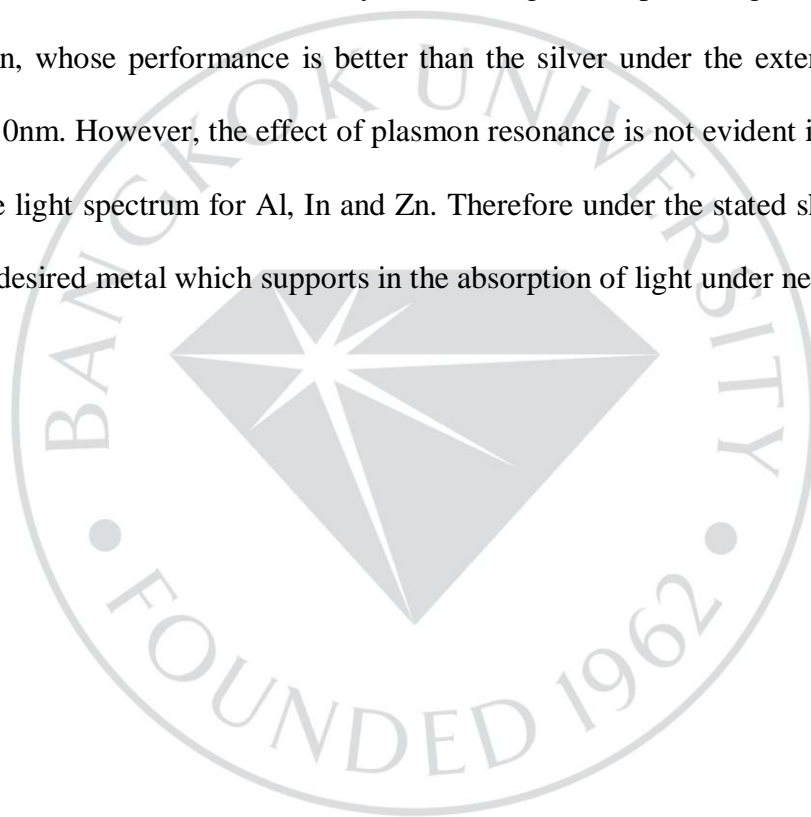 n, whose performance is better than the silver under the exter
0nm. However, the effect of plasmon resonance is not evident i
e light spectrum for Al, In and Zn. Therefore under the stated sl
desired metal which supports in the absorption of light under ne
BANGKOK UNIVERSITY
FOUNDED 1962